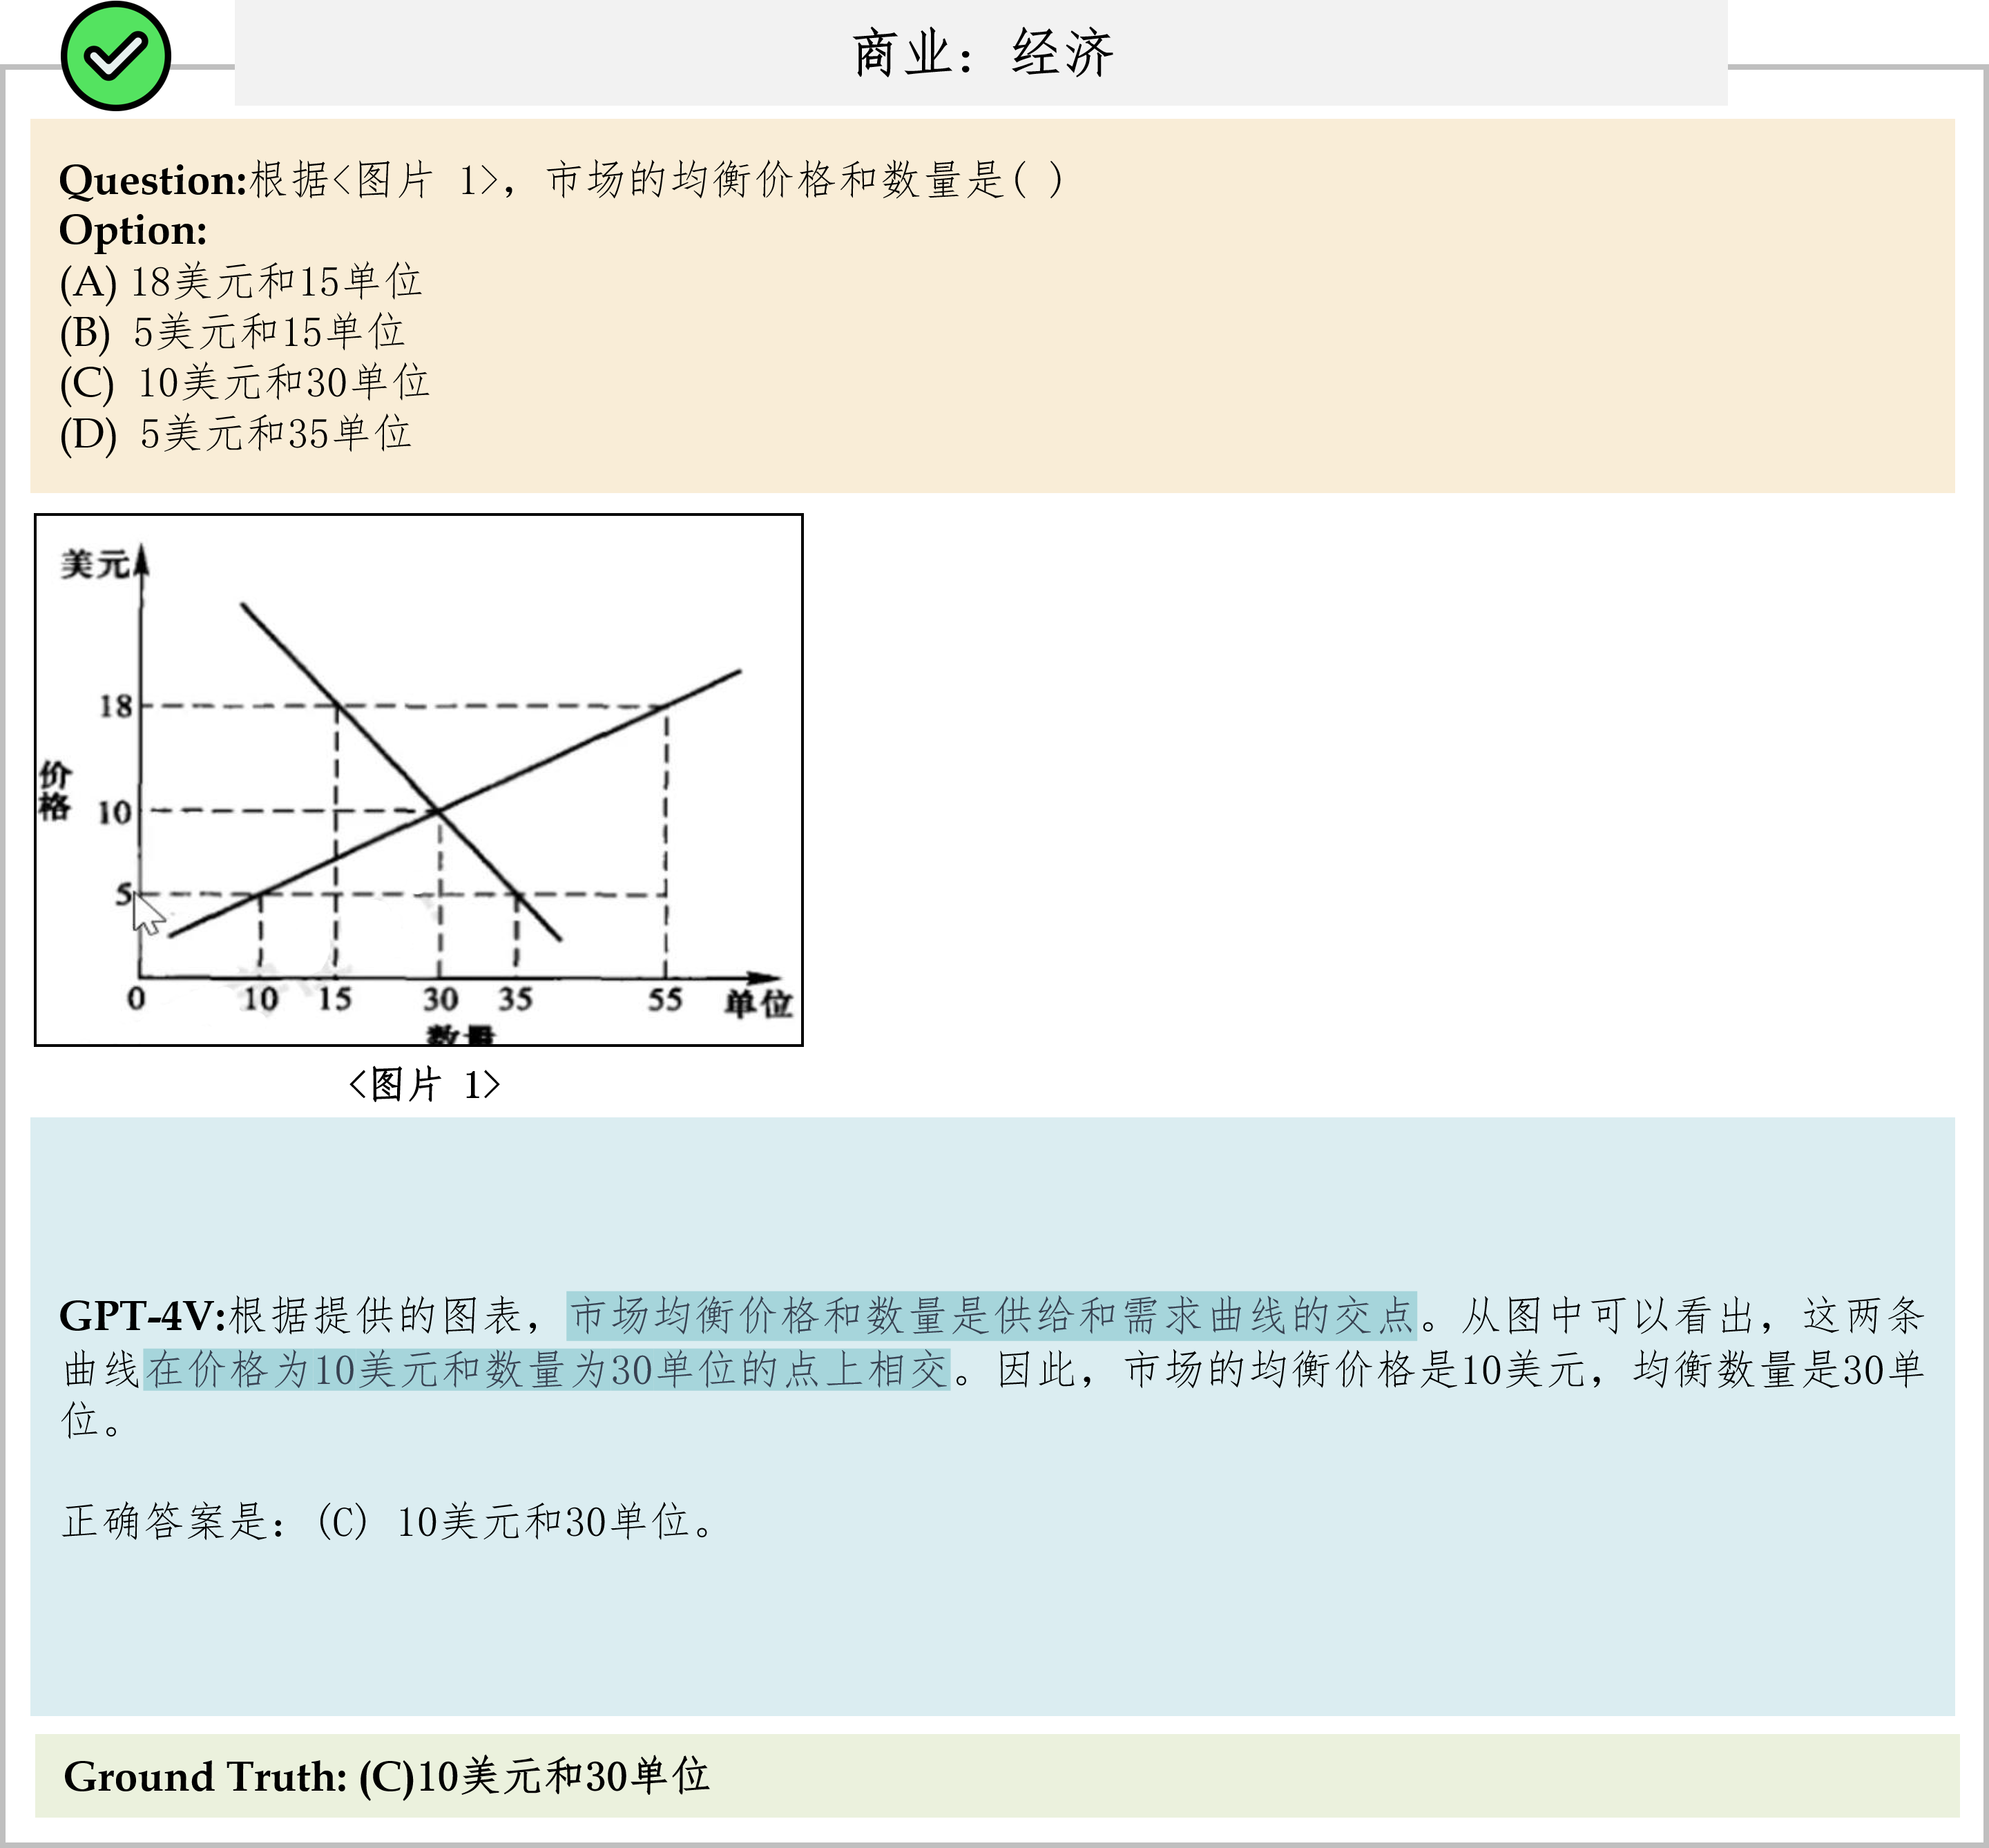 商业：经济
Question:根据<图片 1>，市场的均衡价格和数量是( )
Option:
(A) 18美元和15单位
(B) 5美元和15单位
(C) 10美元和30单位
(D) 5美元和35单位
美元
18
价格
10
5
0 10 15 30 35 55 单位
数量
<图片 1>
GPT-4V:根据提供的图表，市场均衡价格和数量是供给和需求曲线的交点。从图中可以看出，这两条
曲线在价格为10美元和数量为30单位的点上相交。因此，市场的均衡价格是10美元，均衡数量是30单
位。
正确答案是：(C) 10美元和30单位。
Ground Truth: (C)10美元和30单位